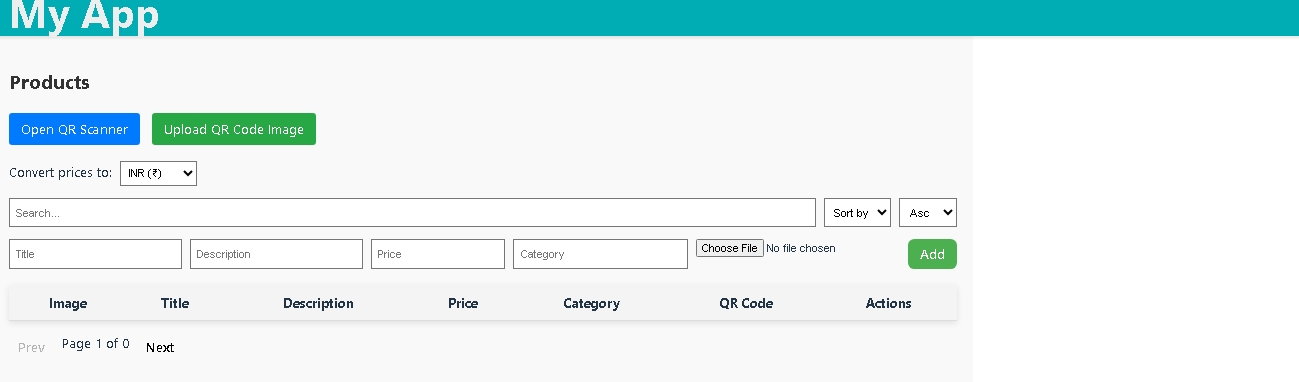 My App
Products
Open QR Scanner Upload QR Code Image
Convert prices to: INR (₹)
Search... Sort by Asc
Title Description Price Category Choose File No file chosen Add
Image Title Description Price Category QR Code Actions
Prev Page 1 of 0 Next